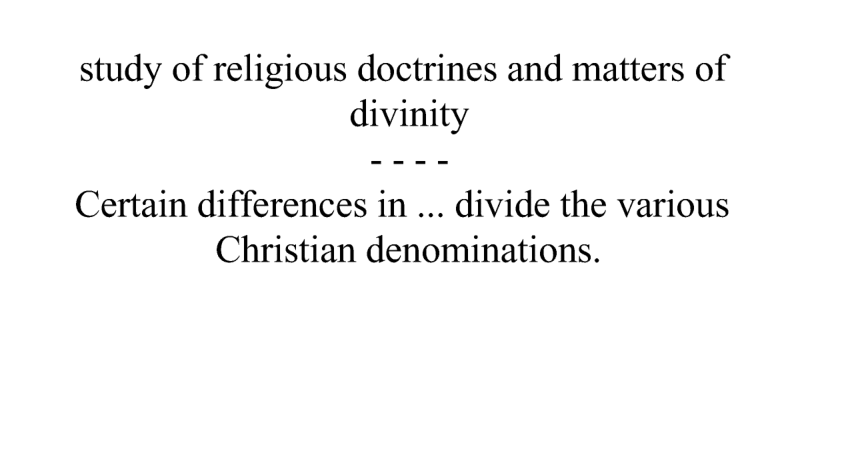 study of religious doctrines and matters of
divinity
- - - -
Certain differences in ... divide the various
Christian denominations.